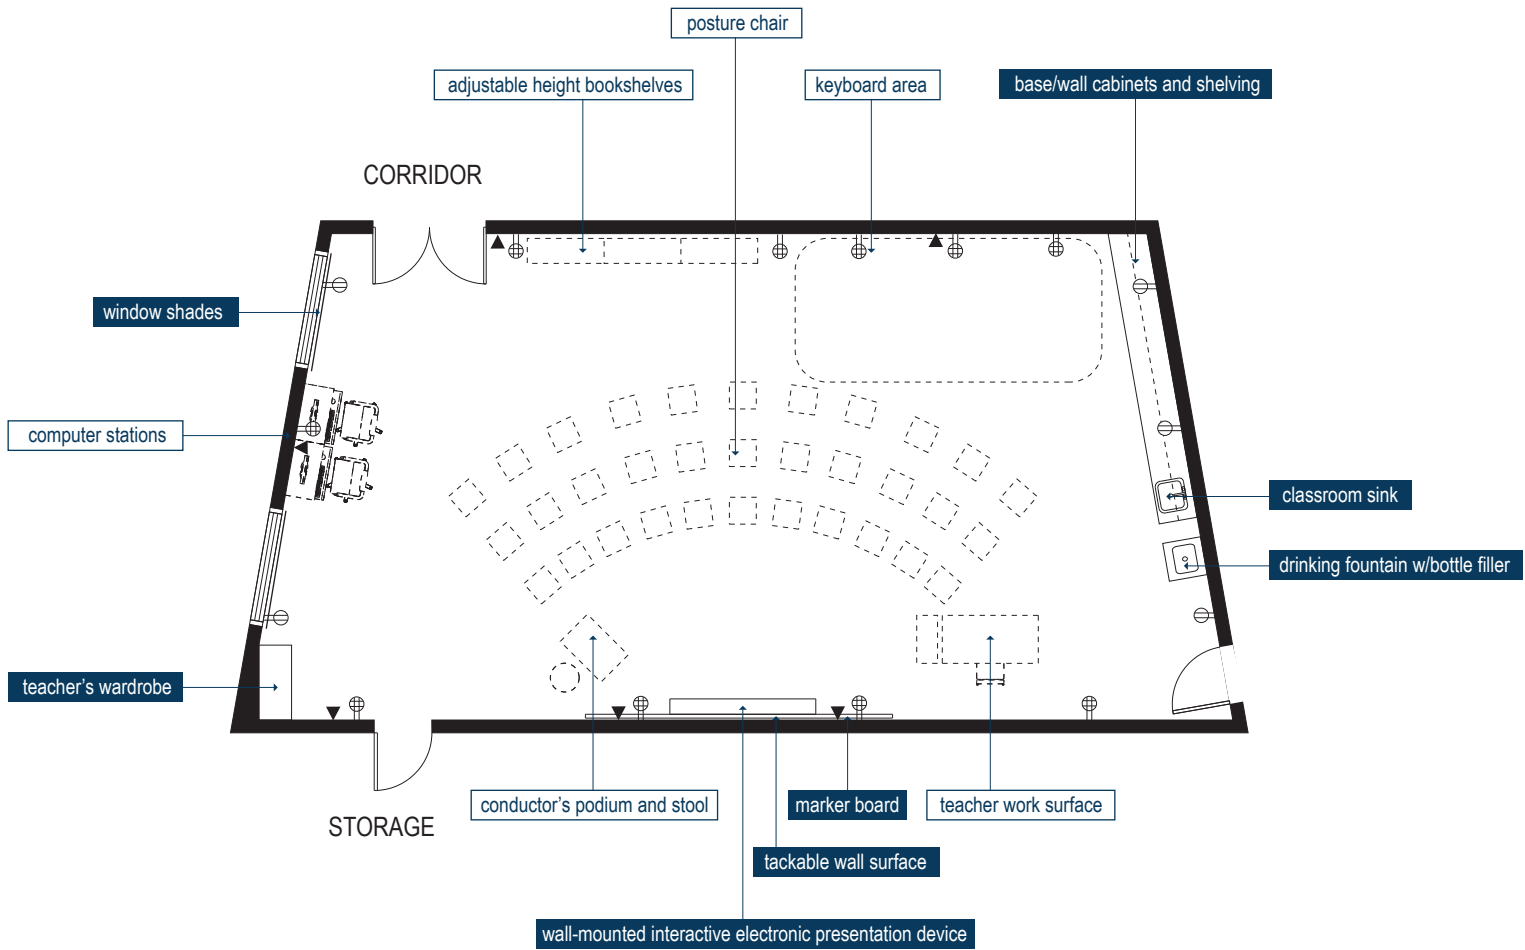 posture chair
adjustable height bookshelves
keyboard area
base/wall cabinets and shelving
CORRIDOR
window shades
computer stations
classroom sink
drinking fountain w/bottle filler
teacher's wardrobe
conductor's podium and stool
marker board
teacher work surface
STORAGE
tackable wall surface
wall-mounted interactive electronic presentation device